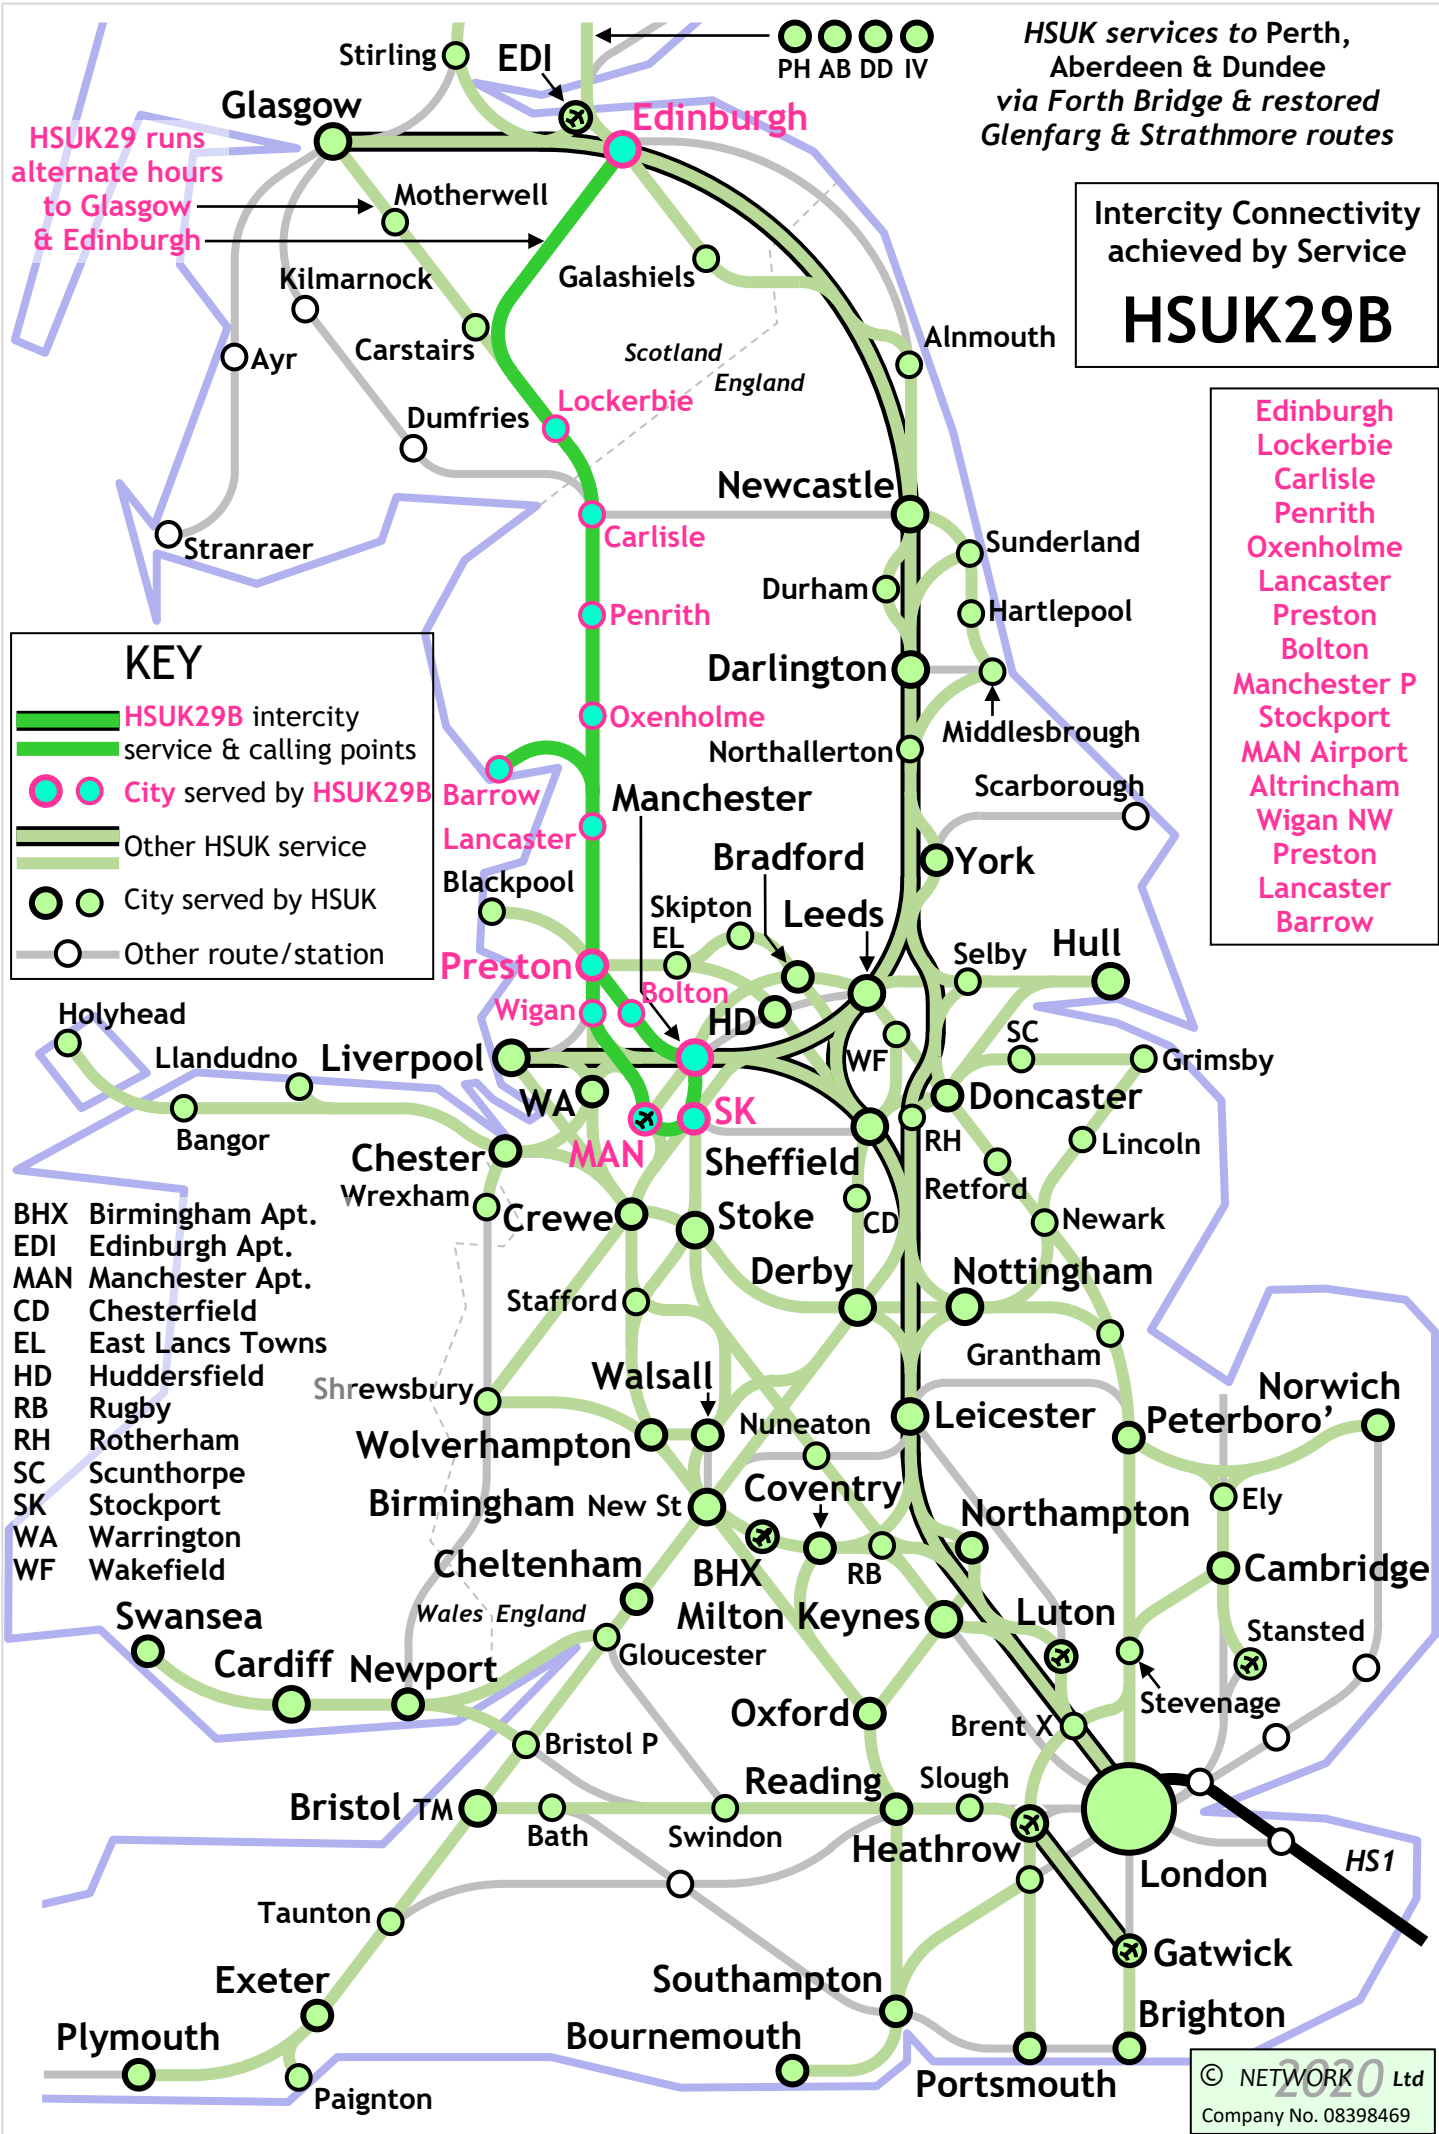 Stirling
EDI
PH AB DD IV
HSUK services to Perth,
Aberdeen & Dundee
via Forth Bridge & restored
Glenfarg & Strathmore routes
Glasgow
Edinburgh
HSUK29 runs
alternate hours
to Glasgow
& Edinburgh
Motherwell
Intercity Connectivity
achieved by Service
HSUK29B
Kilmarnock
Galashiels
Ayr
Carstairs
Scotland
England
Alnmouth
Dumfries
Lockerbie
Edinburgh
Lockerbie
Carlisle
Penrith
Oxenholme
Lancaster
Preston
Bolton
Manchester P
Stockport
MAN Airport
Altrincham
Wigan NW
Preston
Lancaster
Barrow
Newcastle
Stranraer
Carlisle
Sunderland
Durham
Penrith
Hartlepool
Darlington
KEY
HSUK29B intercity
service & calling points
City served by HSUK29B
Other HSUK service
City served by HSUK
Other route/station
Oxenholme
Middlesbrough
Northallerton
Barrow
Manchester
Scarborough
Lancaster
Bradford
York
Blackpool
Skipton
EL
Leeds
Selby
Hull
Preston
Wigan
Bolton
HD
Holyhead
Llandudno
Liverpool
WF
SC
Grimsby
WA
SK
Doncaster
Bangor
MAN
RH
Lincoln
Chester
Sheffield
Retford
Wrexham
Crewe
Stoke
CD
Newark
BHX Birmingham Apt.
EDI Edinburgh Apt.
MAN Manchester Apt.
CD Chesterfield
EL East Lancs Towns
HD Huddersfield
RB Rugby
RH Rotherham
SC Scunthorpe
SK Stockport
WA Warrington
WF Wakefield
Derby
Nottingham
Stafford
Grantham
Walsall
Shrewsbury
Norwich
Nuneaton
Leicester
Peterboro’
Wolverhampton
Coventry
Birmingham New St
Northampton
Ely
Cheltenham
BHX
RB
Cambridge
Wales England
Milton Keynes
Luton
Swansea
Stansted
Gloucester
Cardiff
Newport
Stevenage
Oxford
Brent X
Bristol P
Reading
Slough
Bristol TM
Bath
Swindon
Heathrow
London
HS1
Taunton
Gatwick
Exeter
Southampton
Plymouth
Bournemouth
Brighton
Paignton
Portsmouth
© NETWORK 2020 Ltd
Company No. 08398469